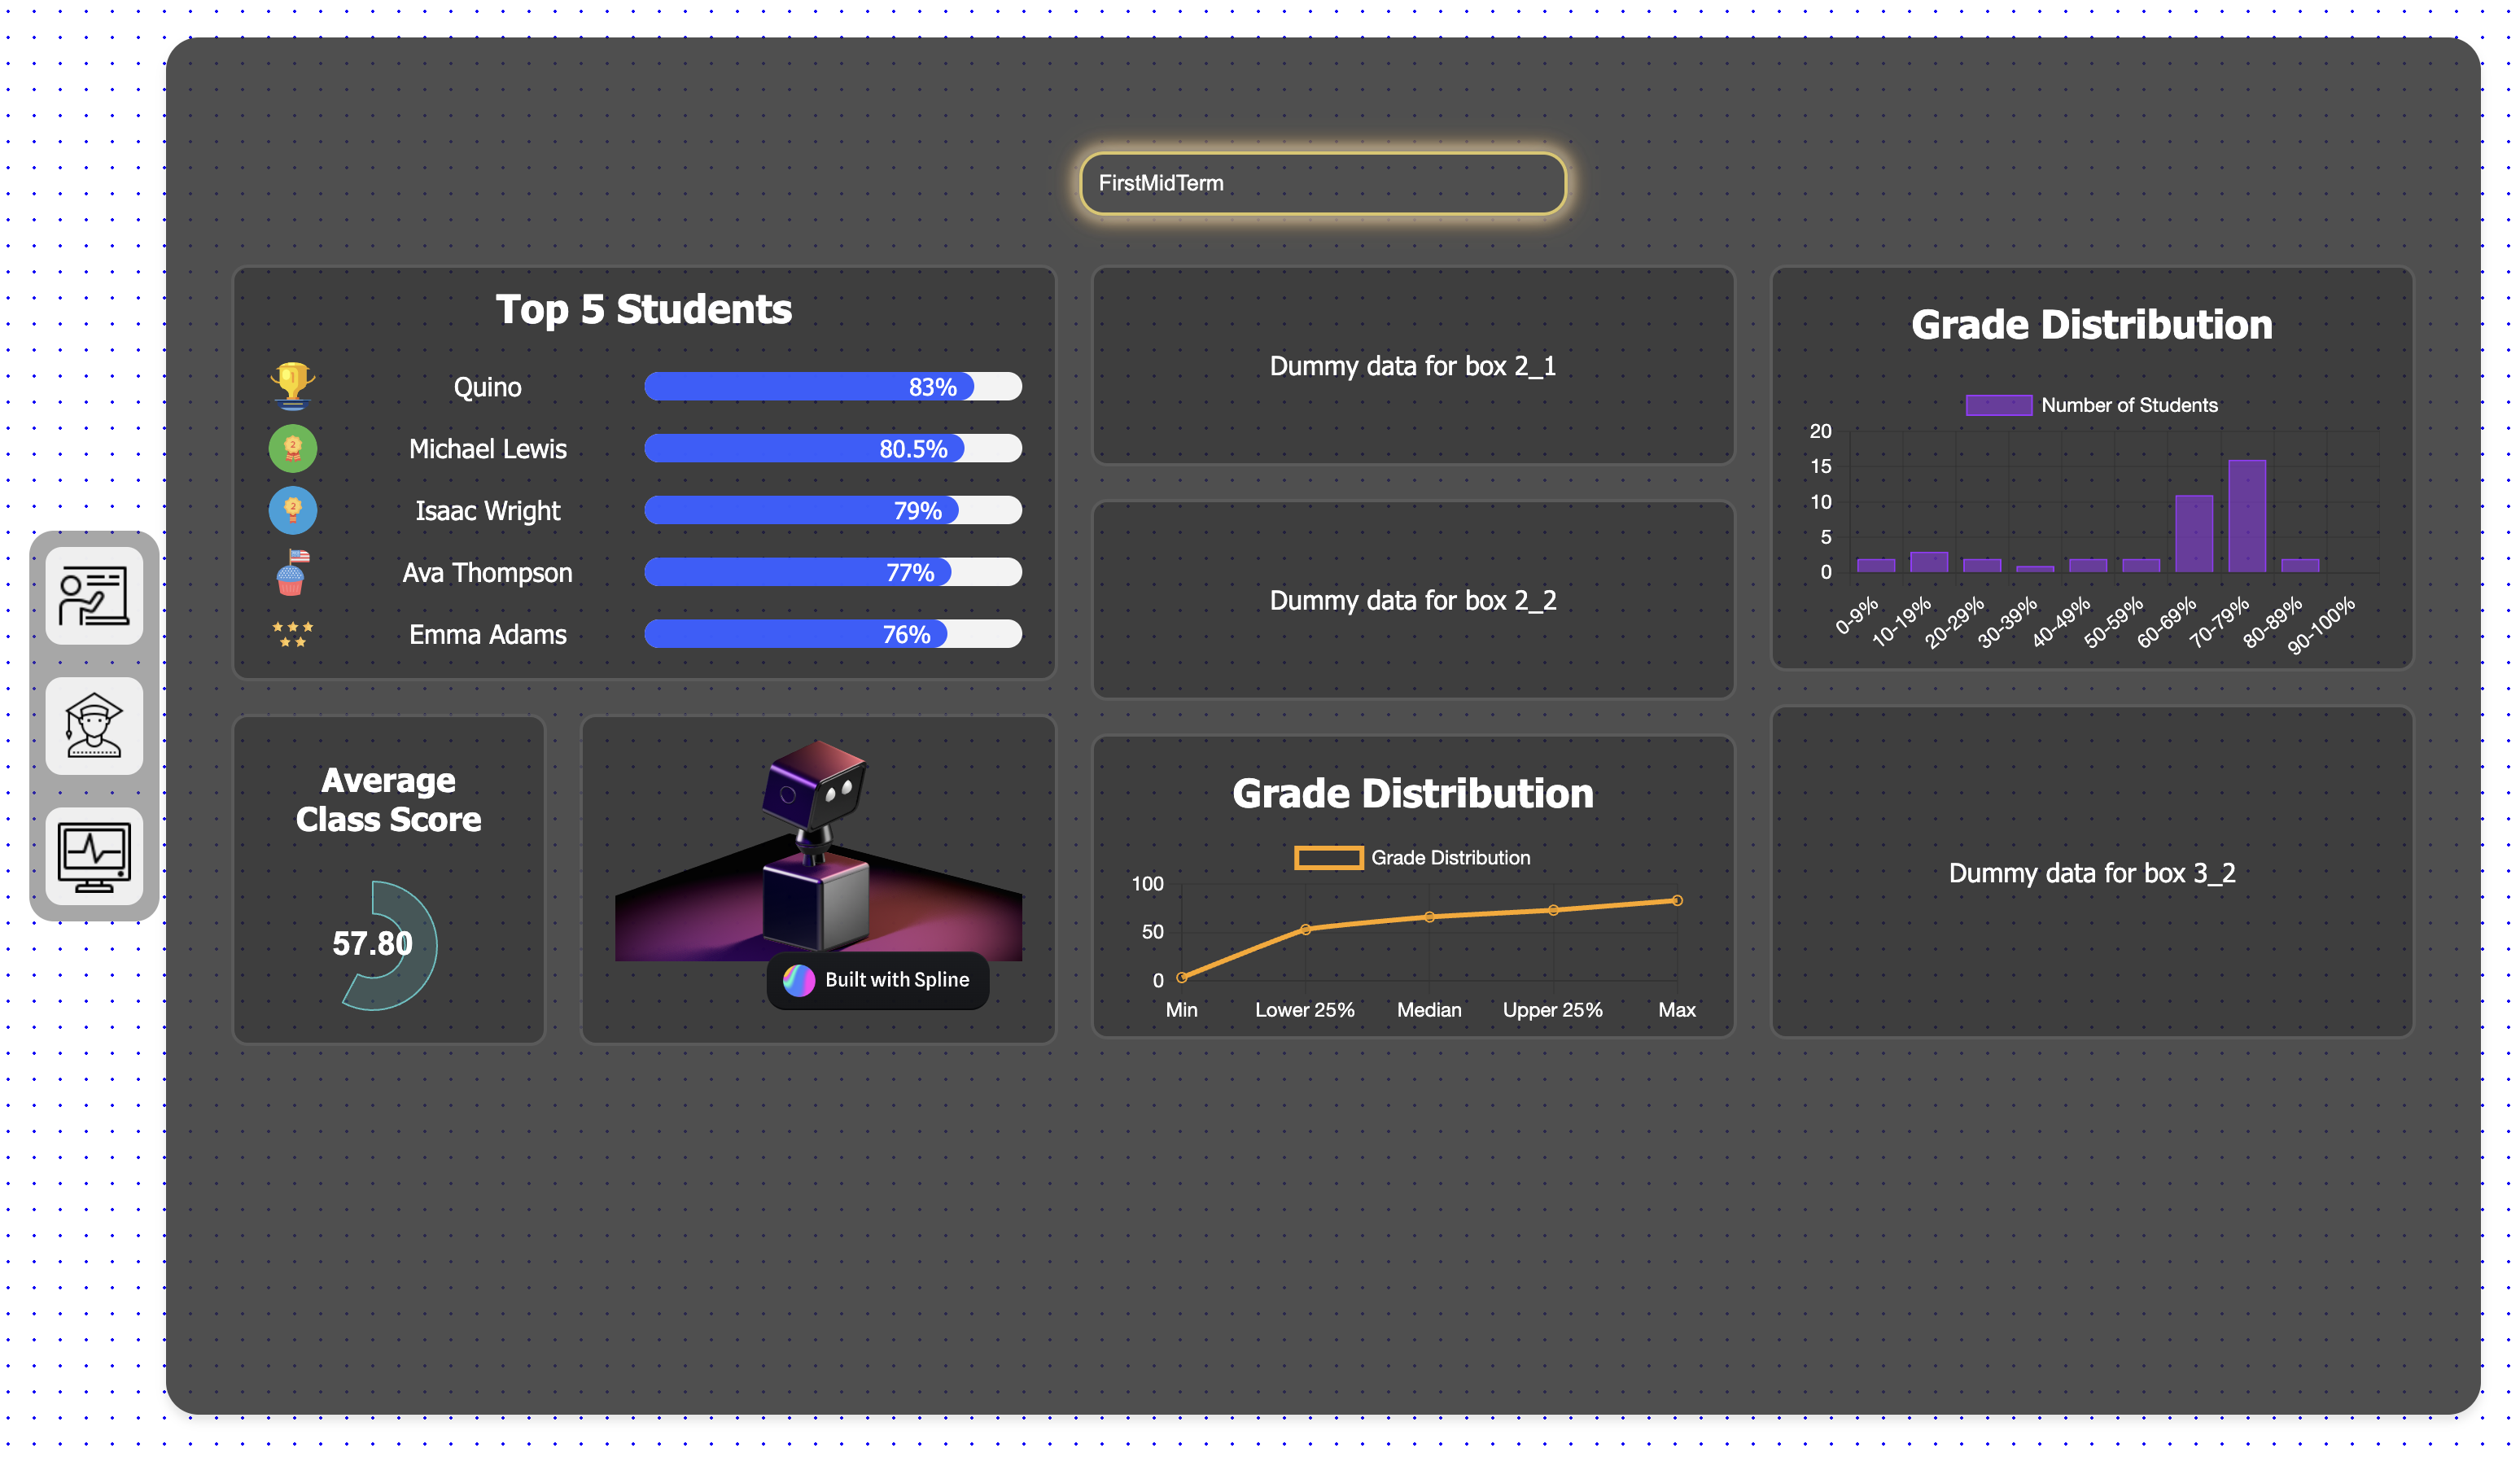 FirstMidTerm
Top 5 Students
1
Quino
83%
2
Michael Lewis
80.5%
2
Isaac Wright
79%
Ava Thompson
77%
Emma Adams
76%
Average
Class Score
57.80
Built with Spline
Dummy data for box 2_1
Dummy data for box 2_2
Grade Distribution
Grade Distribution
100
50
0
Min
Lower 25%
Median
Upper 25%
Max
Grade Distribution
Number of Students
20
15
10
5
0
0-9%
10-19%
20-29%
30-39%
40-49%
50-59%
60-69%
70-79%
80-89%
90-100%
Dummy data for box 3_2